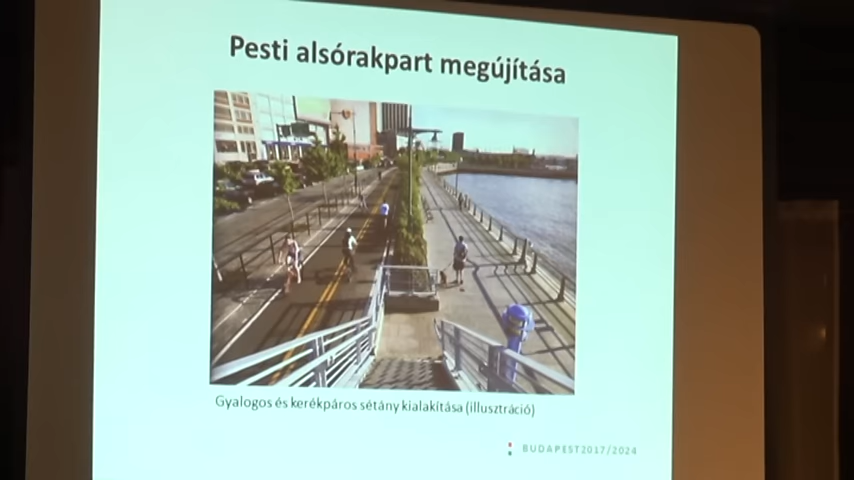 Pesti alsórakpart megújítása
Gyalogos és kerékpáros sétány kialakítása (illusztráció)
BUDAPEST2017/2024